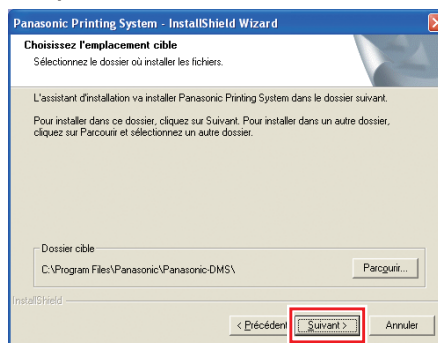 Panasonic Printing System - InstallShield Wizard
Choisissez l'emplacement cible
Sélectionnez le dossier où installer les fichiers.
L'assistant d'installation va installer Panasonic Printing System dans le dossier suivant.
Pour installer dans ce dossier, cliquez sur Suivant. Pour installer dans un autre dossier,
cliquez sur Parcourir et sélectionnez un autre dossier.
Dossier cible
C:\Program Files\Panasonic\Panasonic-DMS\
Parcourir...
InstallShield
< Précédent Suivant > Annuler